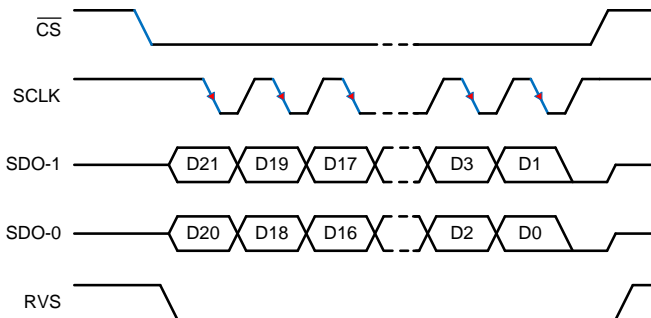 CS
SCLK
SDO-1 D21 D19 D17 D3 D1
SDO-0 D20 D18 D16 D2 D0
RVS